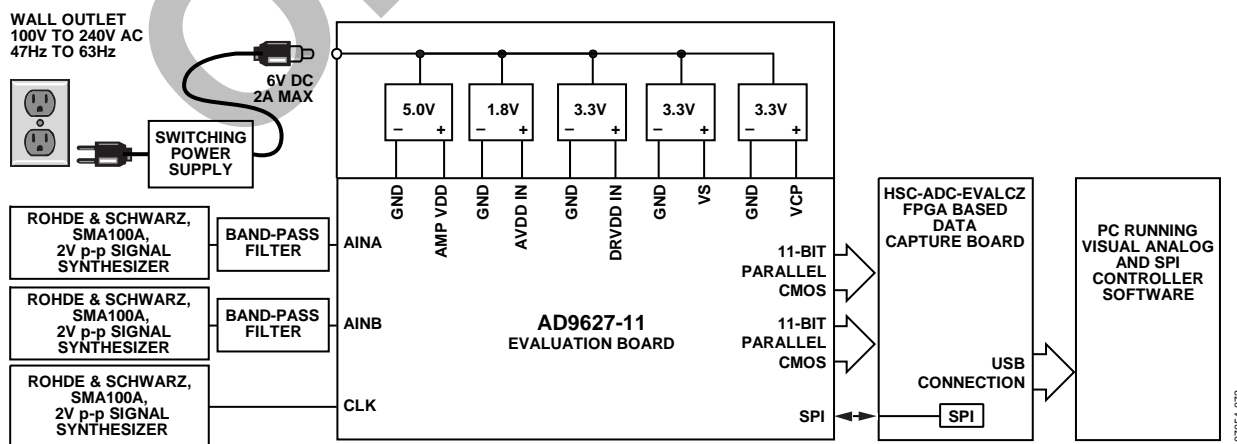 WALL OUTLET
100V TO 240V AC
47Hz TO 63Hz
6V DC
2A MAX
SWITCHING
POWER
SUPPLY
5.0V
– +
1.8V
– +
3.3V
– +
3.3V
– +
3.3V
– +
GND
AMP VDD
GND
AVDD IN
GND
DRVDD IN
GND
VS
GND
VCP
ROHDE & SCHWARZ,
SMA100A,
2V p-p SIGNAL
SYNTHESIZER
BAND-PASS
FILTER
AINA
ROHDE & SCHWARZ,
SMA100A,
2V p-p SIGNAL
SYNTHESIZER
BAND-PASS
FILTER
AINB
ROHDE & SCHWARZ,
SMA100A,
2V p-p SIGNAL
SYNTHESIZER
CLK
AD9627-11
EVALUATION BOARD
11-BIT
PARALLEL
CMOS
11-BIT
PARALLEL
CMOS
SPI
HSC-ADC-EVALCZ
FPGA BASED
DATA
CAPTURE BOARD
USB
CONNECTION
SPI
PC RUNNING
VISUAL ANALOG
AND SPI
CONTROLLER
SOFTWARE